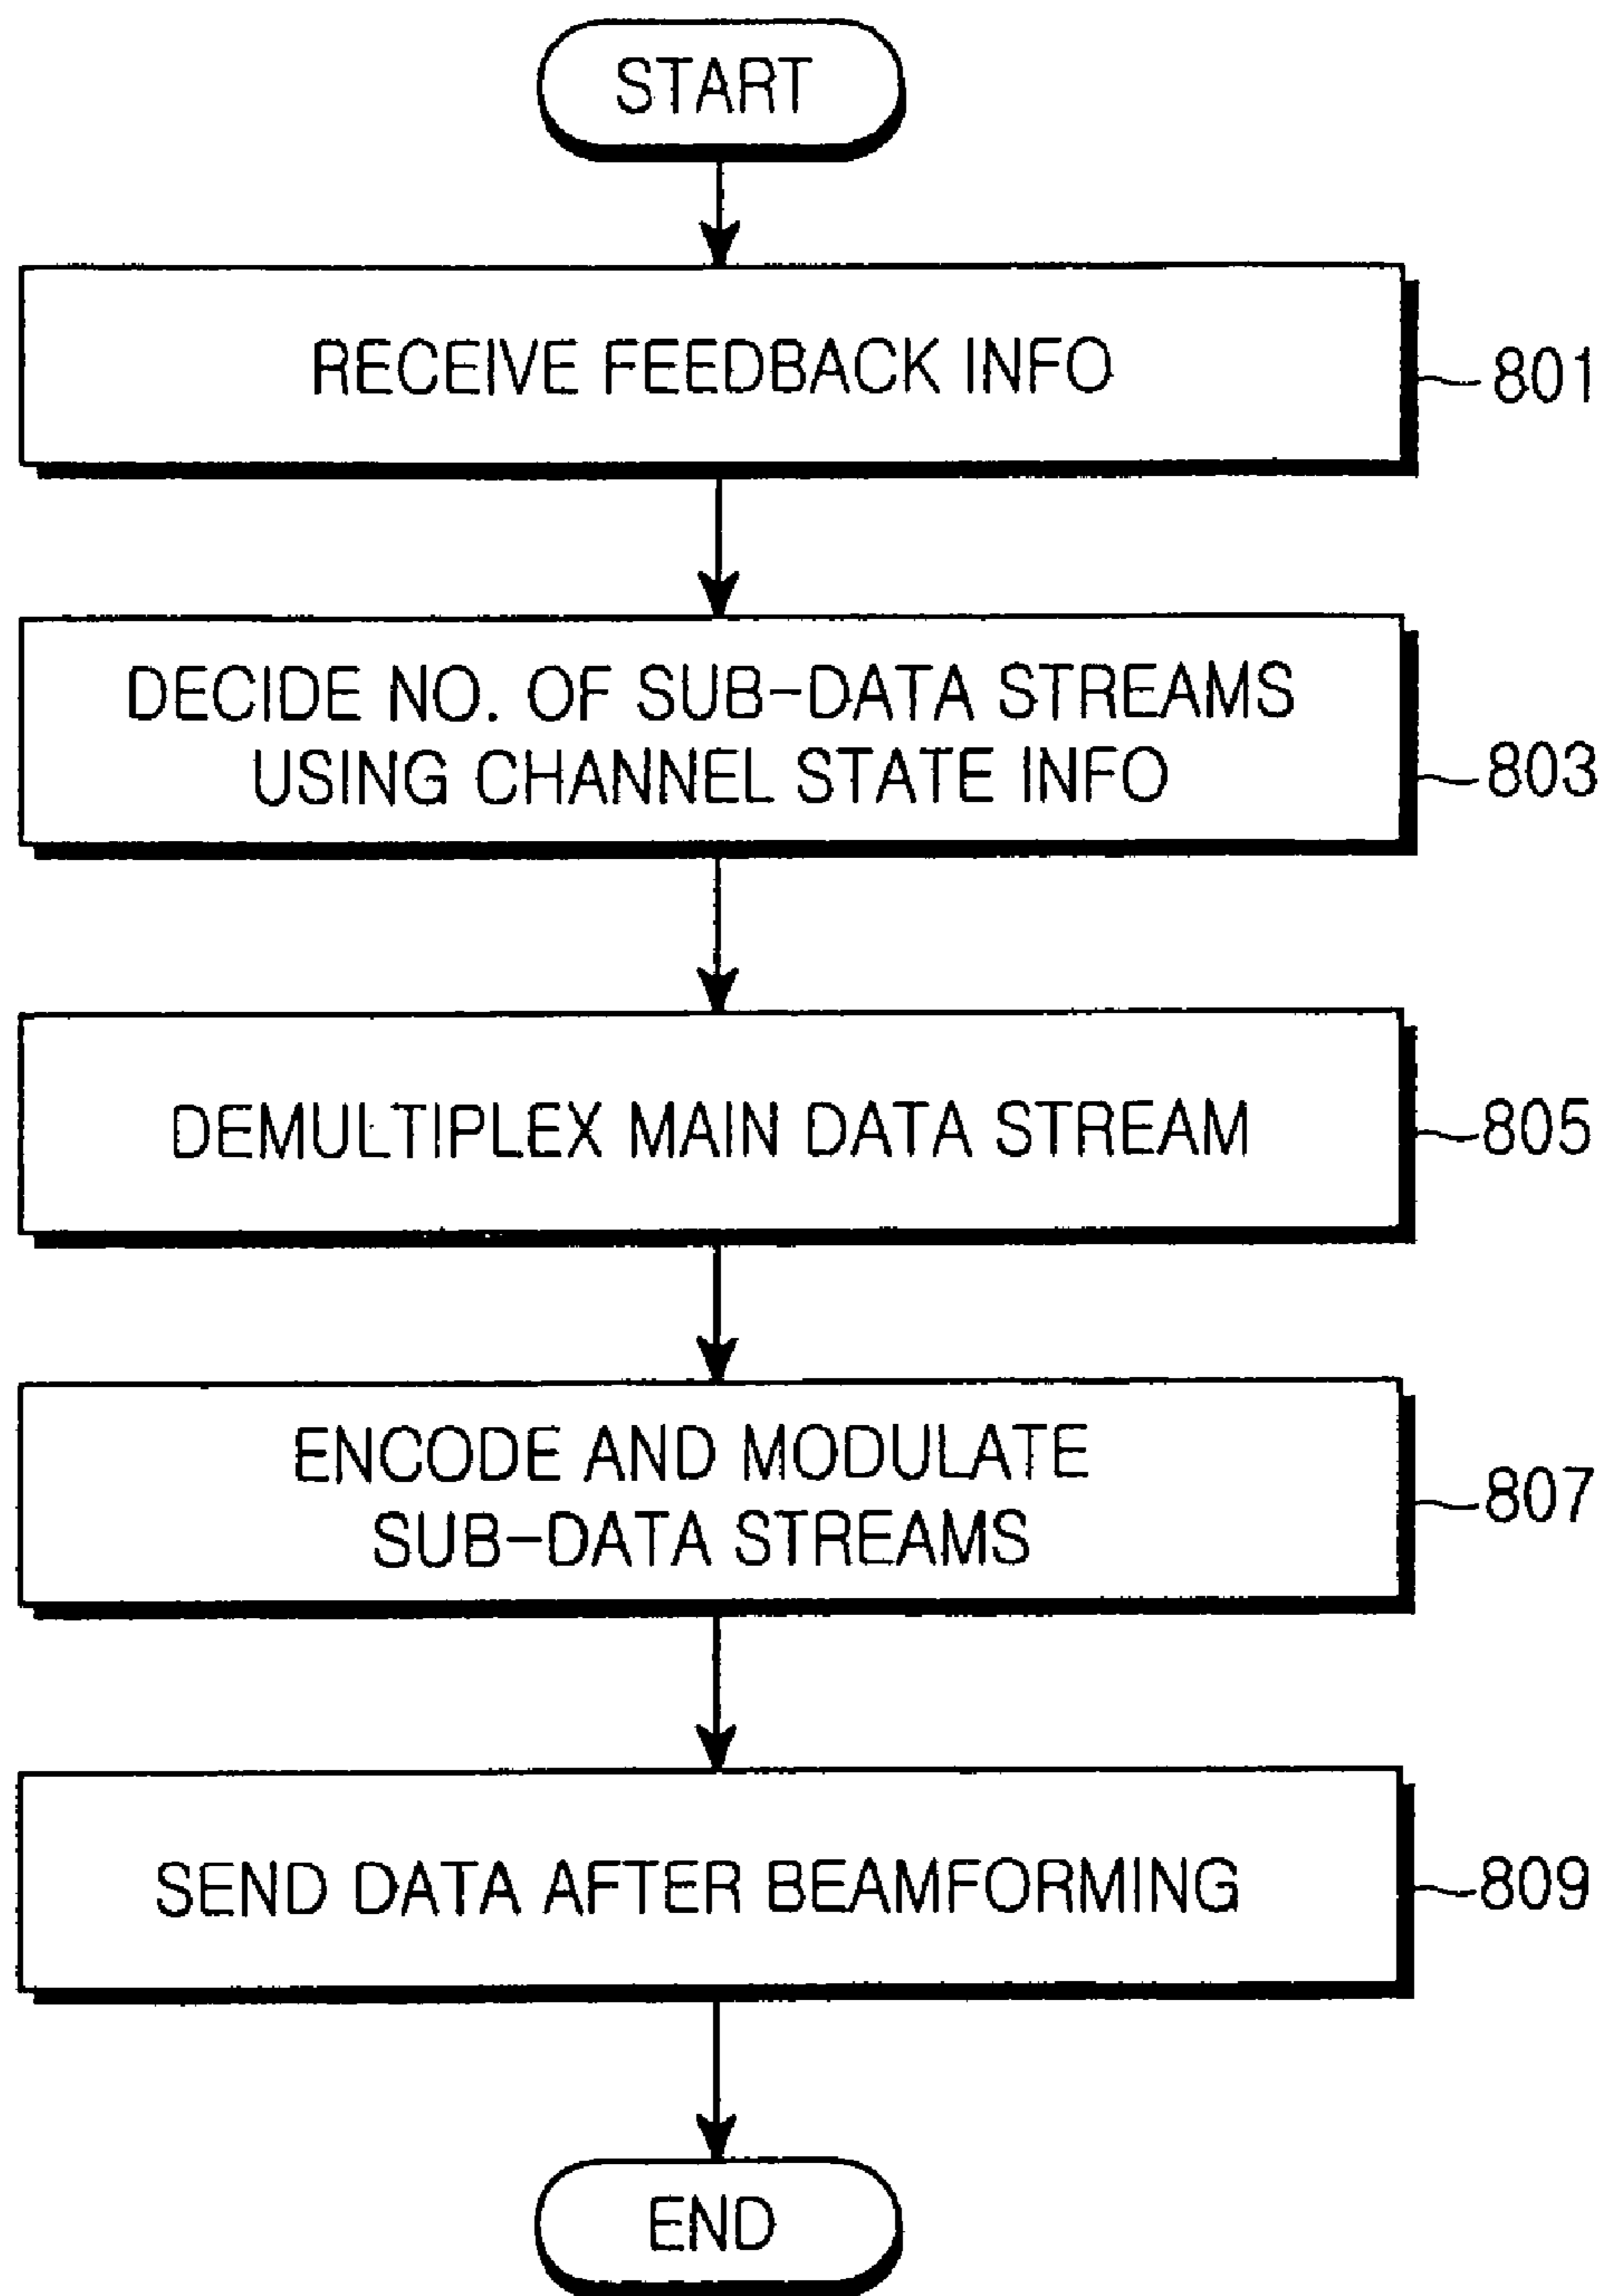 START
RECEIVE FEEDBACK INFO
801
DECIDE NO. OF SUB-DATA STREAMS
USING CHANNEL STATE INFO
803
DEMULTIPLEX MAIN DATA STREAM
805
ENCODE AND MODULATE
SUB-DATA STREAMS
807
SEND DATA AFTER BEAMFORMING
809
END